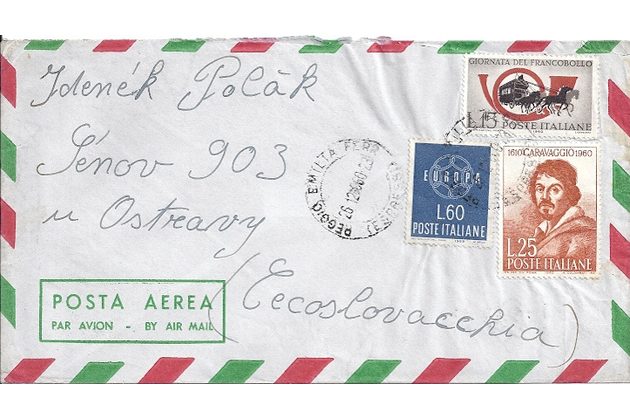 Zdeněk Polák
Šenov 903
u Ostravy
(Cecoslovacchia)
POSTA AEREA
PAR AVION - BY AIR MAIL
REGGIO EMILIA FERR
GIORNATA DEL FRANCOBOLLO
L.15 POSTE ITALIANE
EUROPA
L.60
POSTE ITALIANE
1610 CARAVAGGIO 1960
L.25
POSTE ITALIANE